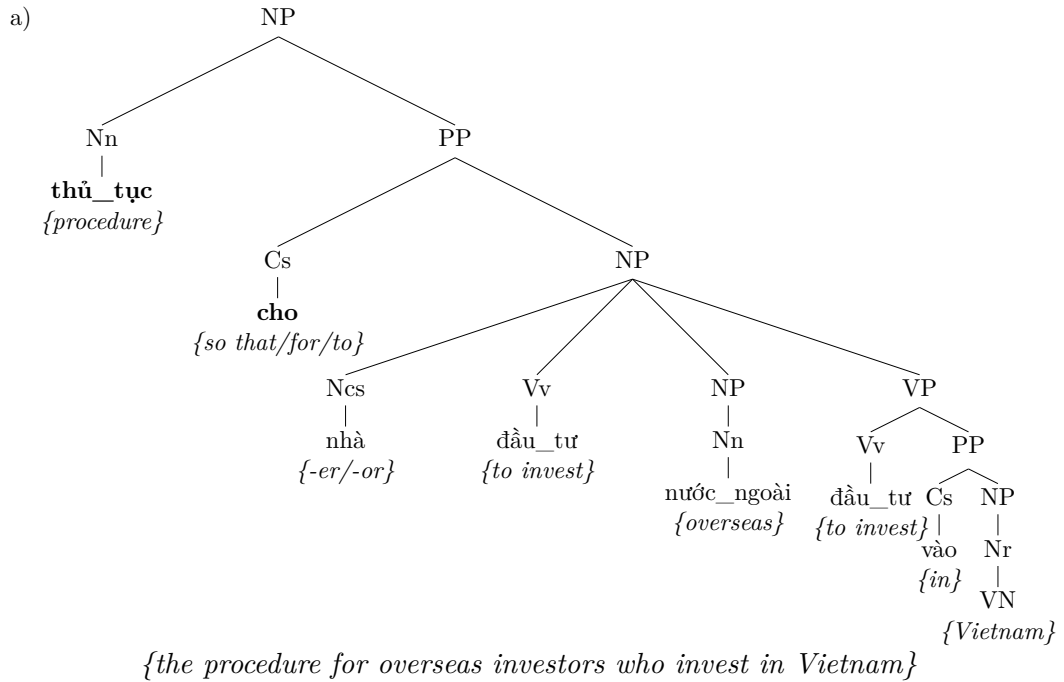 a)
NP
Nn
PP
thủ_tục
{procedure}
Cs
NP
cho
{so that/for/to}
Ncs
Vv
NP
VP
nhà
{-er/-or}
đầu_tư
{to invest}
Nn
nước_ngoài
{overseas}
Vv
PP
đầu_tư
{to invest}
Cs
NP
vào
{in}
Nr
VN
{Vietnam}
{the procedure for overseas investors who invest in Vietnam}